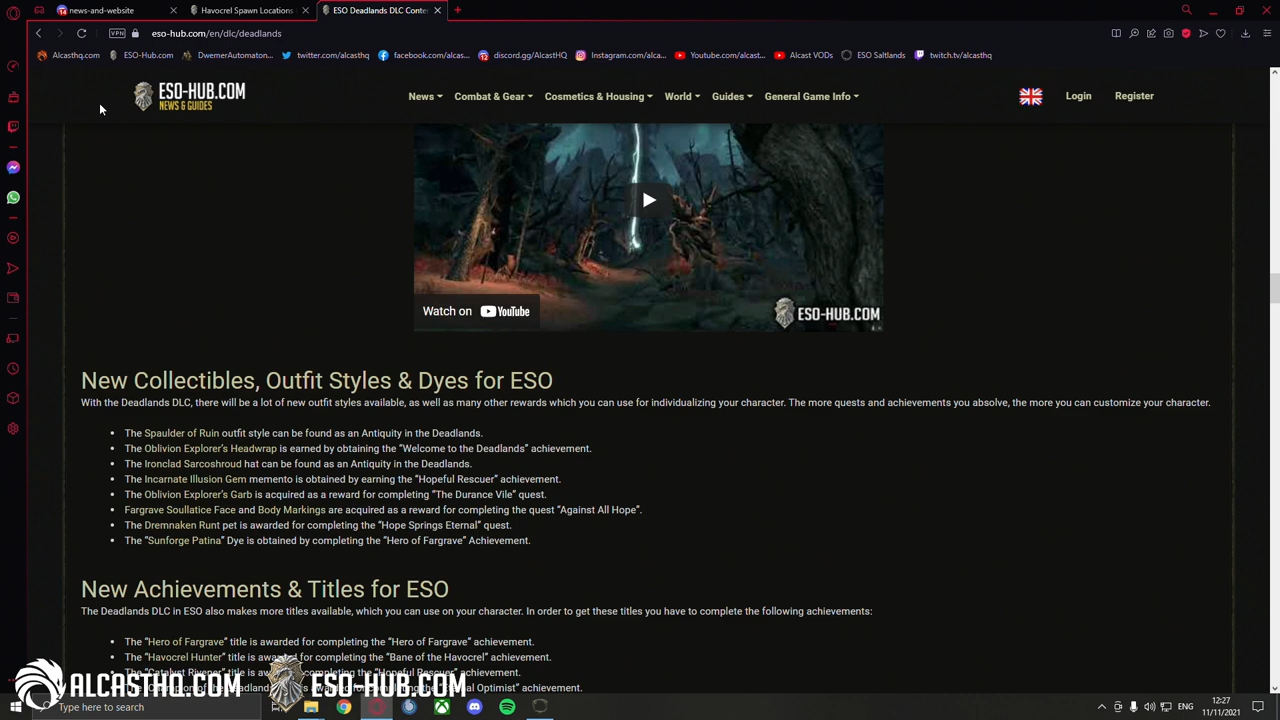 news-and-website
Havocrel Spawn Locations
ESO Deadlands DLC Conte
VPN
eso-hub.com/en/dlc/deadlands
Alcasthq.com
ESO-Hub.com
DwemerAutomaton...
twitter.com/alcasthq
facebook.com/alcas...
discord.gg/AlcastHQ
Instagram.com/alca...
Youtube.com/alcast...
Alcast VODs
ESO Saltlands
twitch.tv/alcasthq
ESO-HUB.COM
NEWS & GUIDES
News
Combat & Gear
Cosmetics & Housing
World
Guides
General Game Info
Login
Register
Watch on YouTube
ESO-HUB.COM
New Collectibles, Outfit Styles & Dyes for ESO
With the Deadlands DLC, there will be a lot of new outfit styles available, as well as many other rewards which you can use for individualizing your character. The more quests and achievements you absolve, the more you can customize your character.
The Spaulder of Ruin outfit style can be found as an Antiquity in the Deadlands.
The Oblivion Explorer's Headwrap is earned by obtaining the “Welcome to the Deadlands” achievement.
The Ironclad Sarcoshroud hat can be found as an Antiquity in the Deadlands.
The Incarnate Illusion Gem memento is obtained by earning the “Hopeful Rescuer” achievement.
The Oblivion Explorer's Garb is acquired as a reward for completing “The Durance Vile” quest.
Fargrave Soullatice Face and Body Markings are acquired as a reward for completing the quest “Against All Hope”.
The Dremnaken Runt pet is awarded for completing the “Hope Springs Eternal” quest.
The “Sunforge Patina” Dye is obtained by completing the “Hero of Fargrave” Achievement.
New Achievements & Titles for ESO
The Deadlands DLC in ESO also makes more titles available, which you can use on your character. In order to get these titles you have to complete the following achievements:
The “Hero of Fargrave” title is awarded for completing the “Hero of Fargrave” achievement.
The “Havocrel Hunter” title is awarded for completing the “Bane of the Havocrel” achievement.
The “Catalyst Rivener” title is completing the “Hopeful Rescuer” achievement.
Optimist” achievement.
ALCASTHQ.COM
ESO-HUB.COM
Type here to search
ENG
12:27
11/11/2021